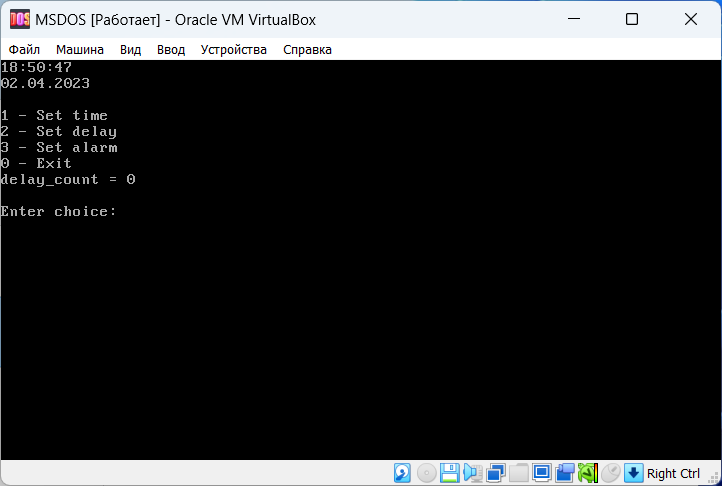 MSDOS [Работает] - Oracle VM VirtualBox
Файл Машина Вид Ввод Устройства Справка
18:50:47
02.04.2023
1 - Set time
2 - Set delay
3 - Set alarm
0 - Exit
delay_count = 0
Enter choice:
Right Ctrl